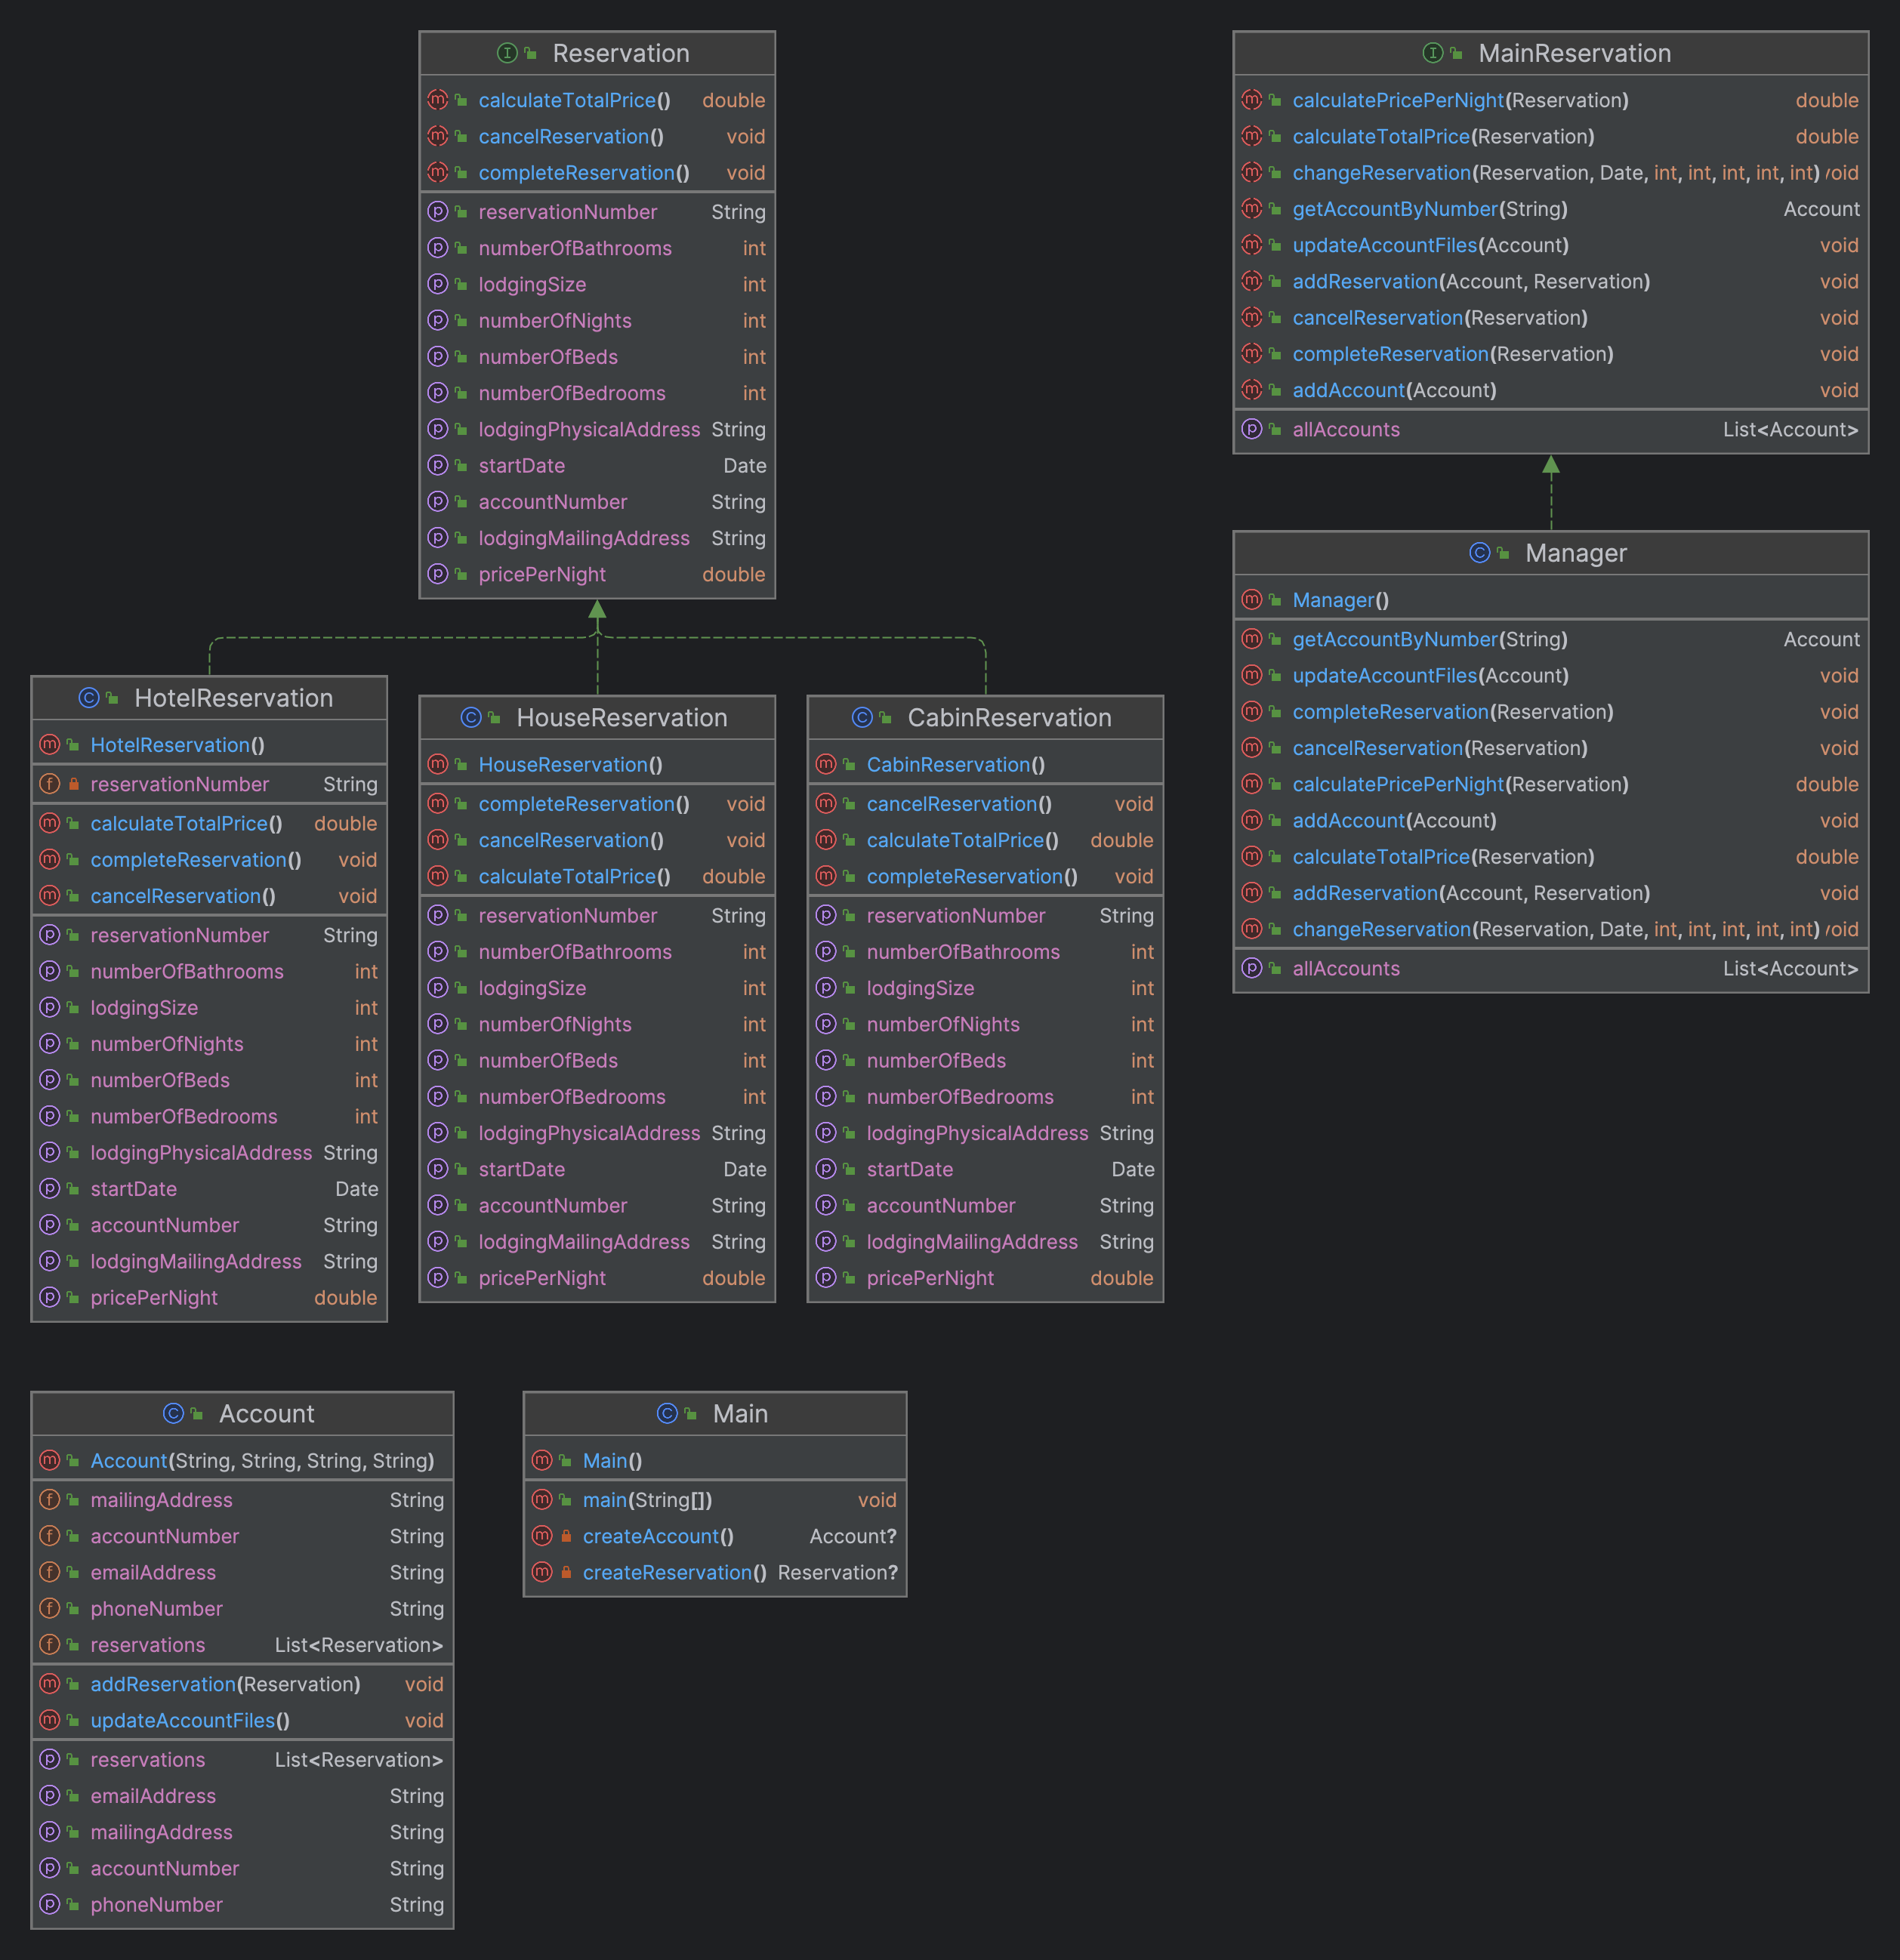 Reservation
calculateTotalPrice() double
cancelReservation() void
completeReservation() void
reservationNumber String
numberOfBathrooms int
lodgingSize int
numberOfNights int
numberOfBeds int
numberOfBedrooms int
lodgingPhysicalAddress String
startDate Date
accountNumber String
lodgingMailingAddress String
pricePerNight double
MainReservation
calculatePricePerNight(Reservation) double
calculateTotalPrice(Reservation) double
changeReservation(Reservation, Date, int, int, int, int, int) void
getAccountByNumber(String) Account
updateAccountFiles(Account) void
addReservation(Account, Reservation) void
cancelReservation(Reservation) void
completeReservation(Reservation) void
addAccount(Account) void
allAccounts List<Account>
Manager
Manager()
getAccountByNumber(String) Account
updateAccountFiles(Account) void
completeReservation(Reservation) void
cancelReservation(Reservation) void
calculatePricePerNight(Reservation) double
addAccount(Account) void
calculateTotalPrice(Reservation) double
addReservation(Account, Reservation) void
changeReservation(Reservation, Date, int, int, int, int, int) void
allAccounts List<Account>
HotelReservation
HotelReservation()
reservationNumber String
calculateTotalPrice() double
completeReservation() void
cancelReservation() void
reservationNumber String
numberOfBathrooms int
lodgingSize int
numberOfNights int
numberOfBeds int
numberOfBedrooms int
lodgingPhysicalAddress String
startDate Date
accountNumber String
lodgingMailingAddress String
pricePerNight double
HouseReservation
HouseReservation()
completeReservation() void
cancelReservation() void
calculateTotalPrice() double
reservationNumber String
numberOfBathrooms int
lodgingSize int
numberOfNights int
numberOfBeds int
numberOfBedrooms int
lodgingPhysicalAddress String
startDate Date
accountNumber String
lodgingMailingAddress String
pricePerNight double
CabinReservation
CabinReservation()
cancelReservation() void
calculateTotalPrice() double
completeReservation() void
reservationNumber String
numberOfBathrooms int
lodgingSize int
numberOfNights int
numberOfBeds int
numberOfBedrooms int
lodgingPhysicalAddress String
startDate Date
accountNumber String
lodgingMailingAddress String
pricePerNight double
Account
Account(String, String, String, String)
mailingAddress String
accountNumber String
emailAddress String
phoneNumber String
reservations List<Reservation>
addReservation(Reservation) void
updateAccountFiles() void
reservations List<Reservation>
emailAddress String
mailingAddress String
accountNumber String
phoneNumber String
Main
Main()
main(String[]) void
createAccount() Account?
createReservation() Reservation?